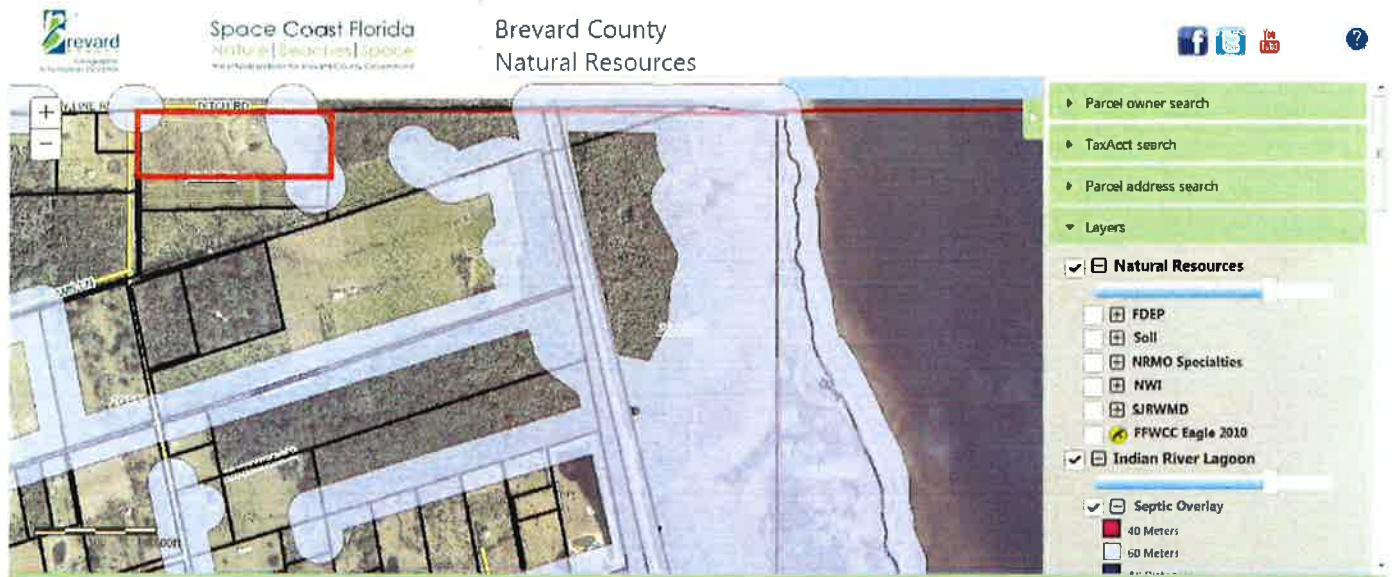 Brevard
Space Coast Florida
Nature | Beaches | Space
Brevard County
Natural Resources
You
Tube
?
+
−
DITCH RD
Parcel owner search
TaxAcct search
Parcel address search
Layers
Natural Resources
FDEP
Soil
NRMO Specialties
NWI
SJRWMD
FFWCC Eagle 2010
Indian River Lagoon
Septic Overlay
40 Meters
60 Meters